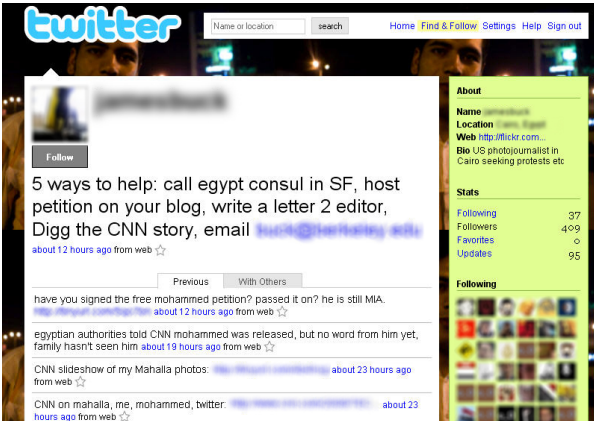 twitter
Name or location search Home Find & Follow Settings Help Sign out
Follow
5 ways to help: call egypt consul in SF, host
petition on your blog, write a letter 2 editor,
Digg the CNN story, email
about 12 hours ago from web
Previous With Others
have you signed the free mohammed petition? passed it on? he is still MIA.
about 12 hours ago from web
egyptian authorities told CNN mohammed was released, but no word from him yet,
family hasn't seen him about 19 hours ago from web
CNN slideshow of my Mahalla photos: about 23 hours ago
from web
CNN on mahalla, me, mohammed, twitter: about 23
hours ago from web
About
Name
Location
Web http://flickr.com...
Bio US photojournalist in
Cairo seeking protests etc
Stats
Following 37
Followers 409
Favorites 0
Updates 95
Following